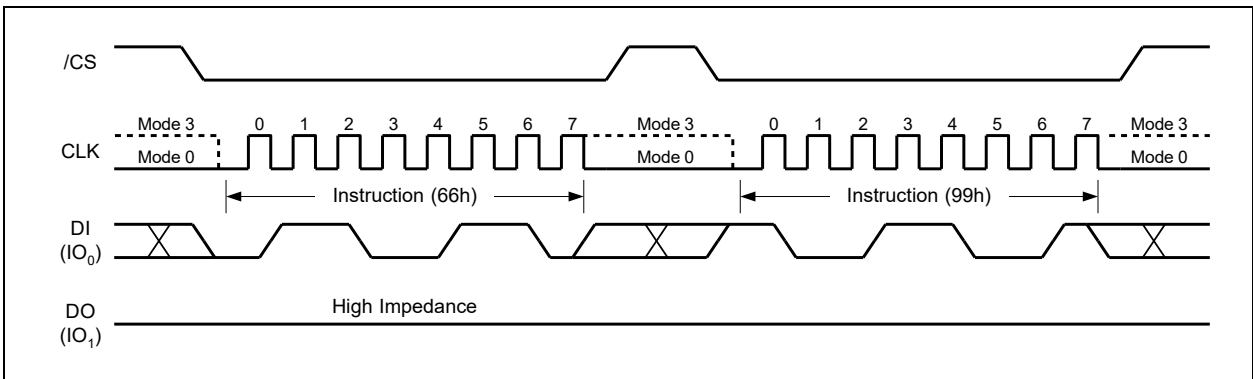 /CS
Mode 3 0 1 2 3 4 5 6 7 Mode 3 0 1 2 3 4 5 6 7 Mode 3
CLK
Mode 0 Mode 0 Mode 0
Instruction (66h) Instruction (99h)
DI
(IO₀)
High Impedance
DO
(IO₁)